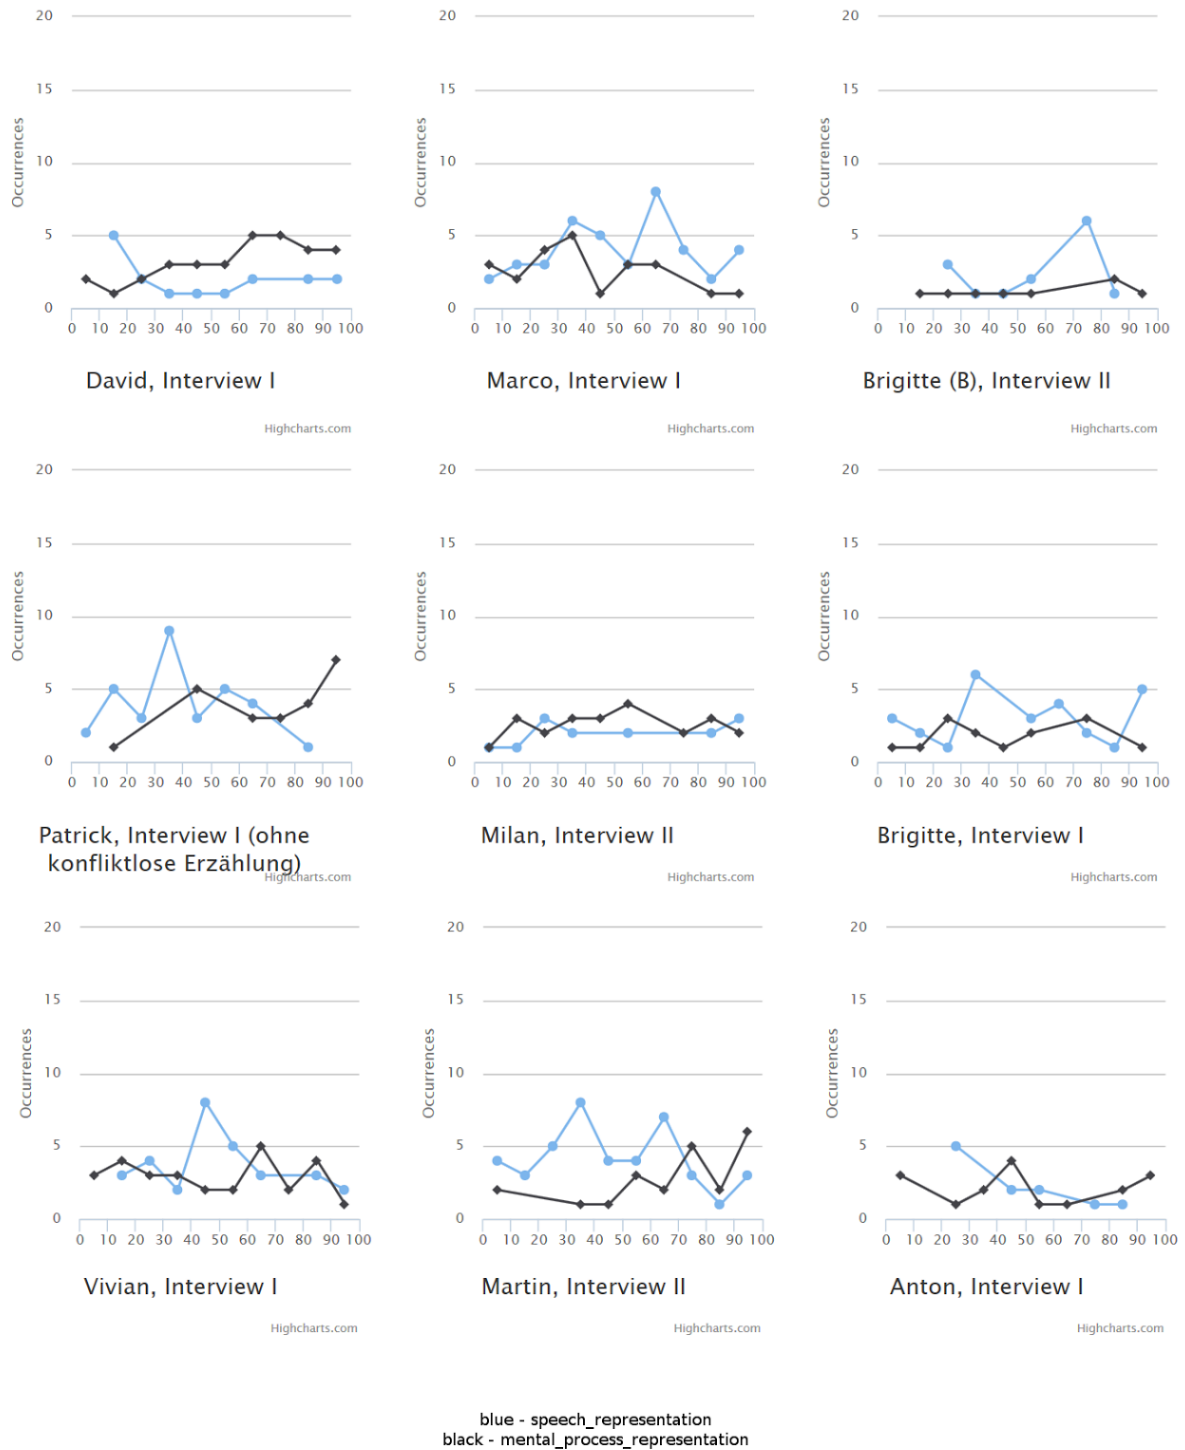 20 20 20
15 15 15
Occurrences Occurrences Occurrences
10 10 10
5 5 5
0 0 0
0 10 20 30 40 50 60 70 80 90 100 0 10 20 30 40 50 60 70 80 90 100 0 10 20 30 40 50 60 70 80 90 100
David, Interview I Marco, Interview I Brigitte (B), Interview II
Highcharts.com Highcharts.com Highcharts.com
20 20 20
15 15 15
Occurrences Occurrences Occurrences
10 10 10
5 5 5
0 0 0
0 10 20 30 40 50 60 70 80 90 100 0 10 20 30 40 50 60 70 80 90 100 0 10 20 30 40 50 60 70 80 90 100
Patrick, Interview I (ohne Milan, Interview II Brigitte, Interview I
konfliktlose Erzählung)
Highcharts.com Highcharts.com Highcharts.com
20 20 20
15 15 15
Occurrences Occurrences Occurrences
10 10 10
5 5 5
0 0 0
0 10 20 30 40 50 60 70 80 90 100 0 10 20 30 40 50 60 70 80 90 100 0 10 20 30 40 50 60 70 80 90 100
Vivian, Interview I Martin, Interview II Anton, Interview I
Highcharts.com Highcharts.com Highcharts.com
blue - speech_representation
black - mental_process_representation